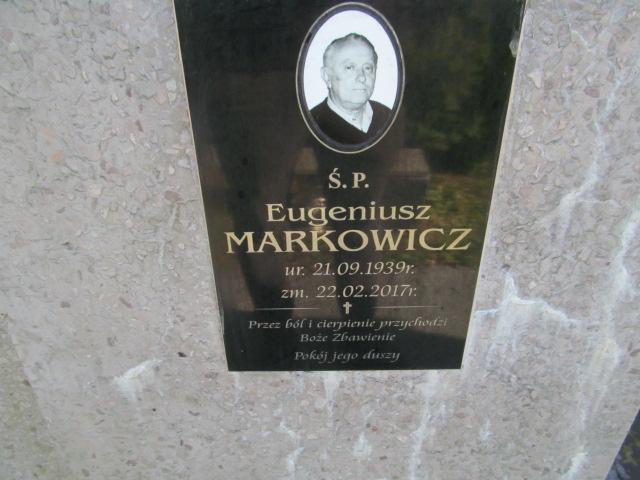 Ś.P.
Eugeniusz
MARKOWICZ
ur. 21.09.1939r.
zm. 22.02.2017r.
Przez ból i cierpienie przychodzi
Boże Zbawienie
Pokój jego duszy